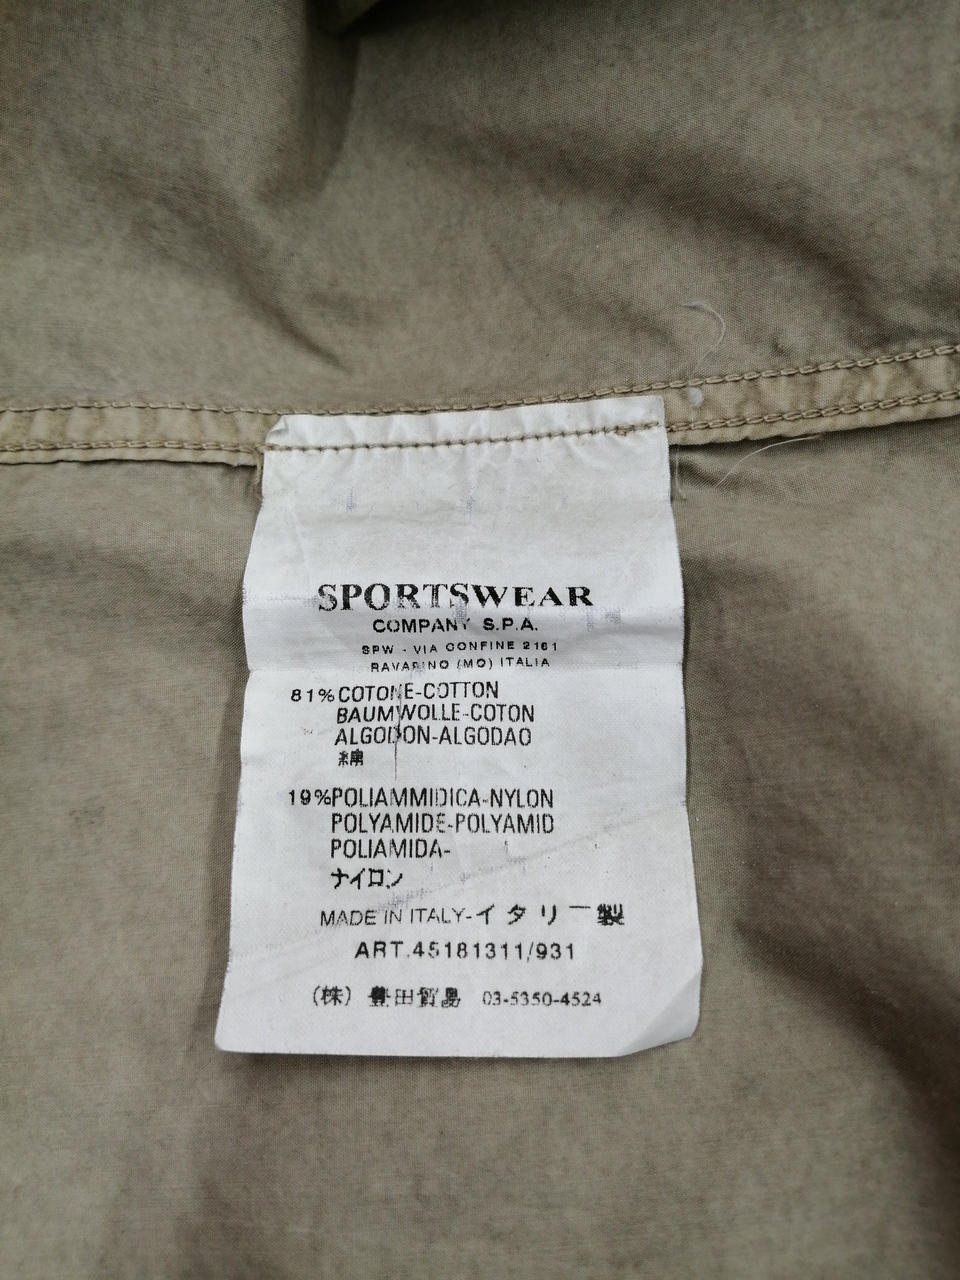 SPORTSWEAR
COMPANY S.P.A.
SPW - VIA CONFINE 2161
RAVARINO (MO) ITALIA
81% COTONE-COTTON
BAUMWOLLE-COTON
ALGODON-ALGODAO
綿
19% POLIAMMIDICA-NYLON
POLYAMIDE-POLYAMID
POLIAMIDA-
ナイロン
MADE IN ITALY-イタリー製
ART.45181311/931
(株) 豊田貿易 03-5350-4524